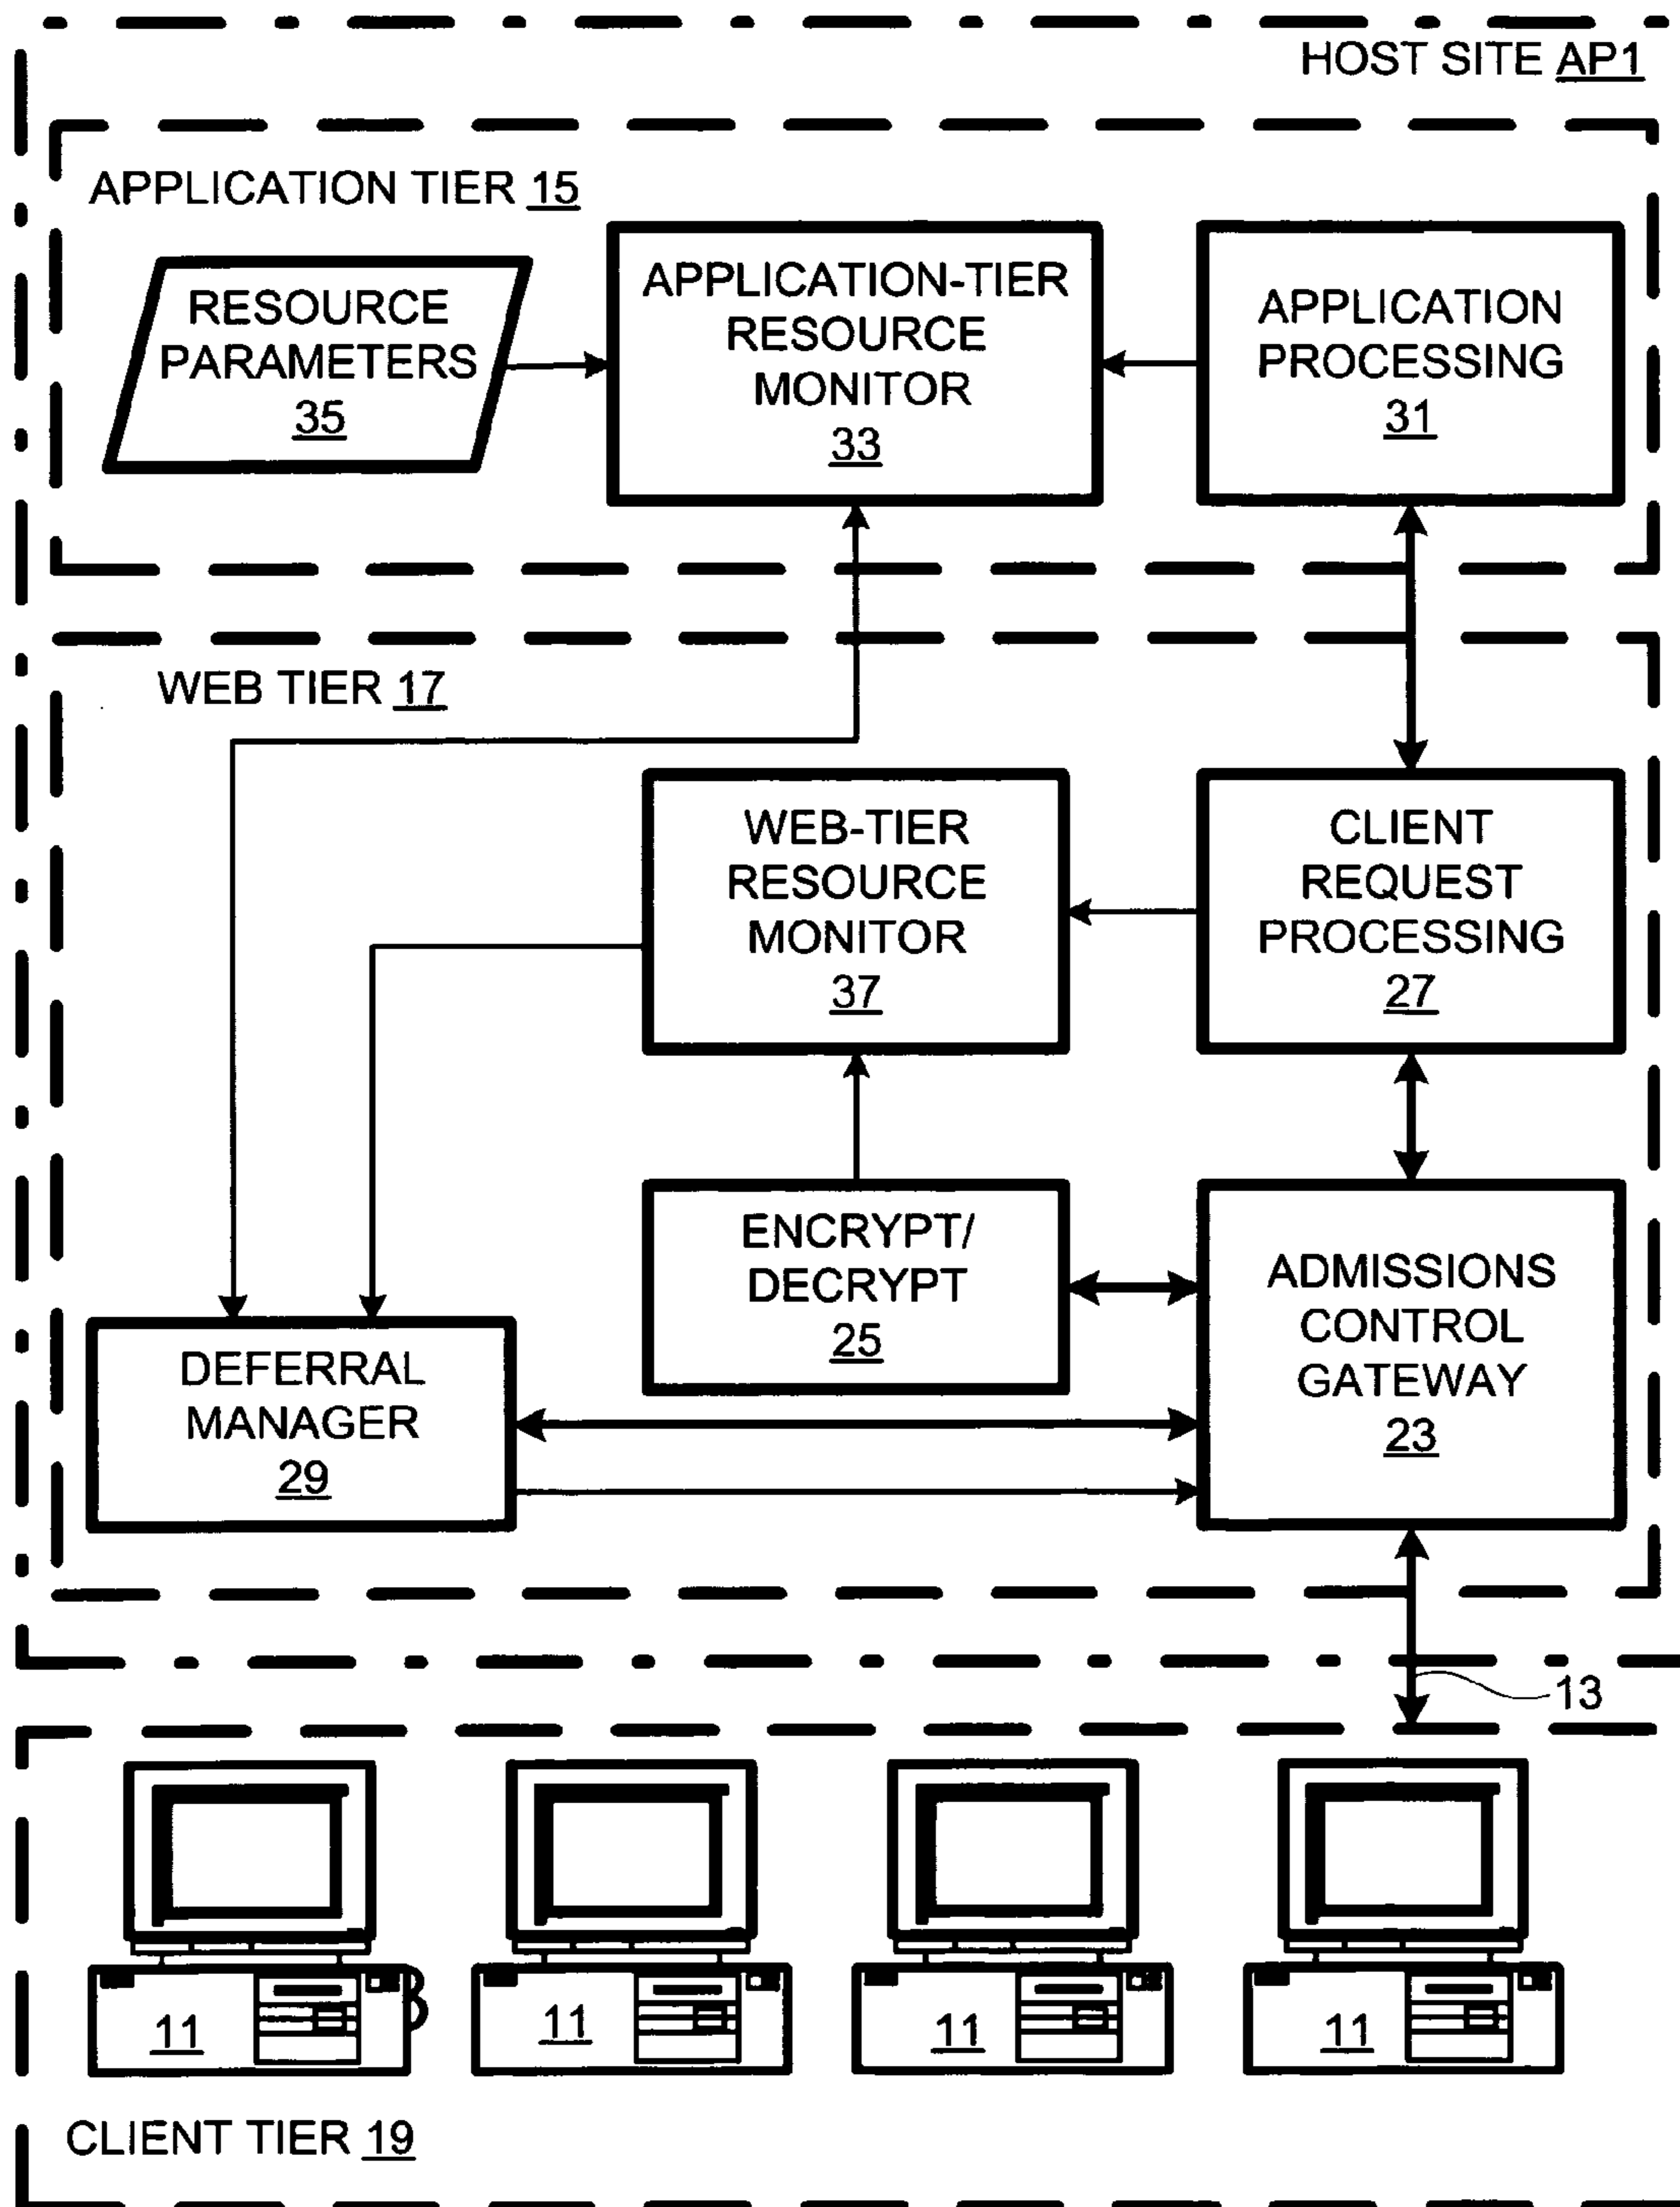 HOST SITE AP1
APPLICATION TIER 15
RESOURCE
PARAMETERS
35
APPLICATION-TIER
RESOURCE
MONITOR
33
APPLICATION
PROCESSING
31
WEB TIER 17
WEB-TIER
RESOURCE
MONITOR
37
CLIENT
REQUEST
PROCESSING
27
ENCRYPT/
DECRYPT
25
ADMISSIONS
CONTROL
GATEWAY
23
DEFERRAL
MANAGER
29
13
11
11
11
11
CLIENT TIER 19